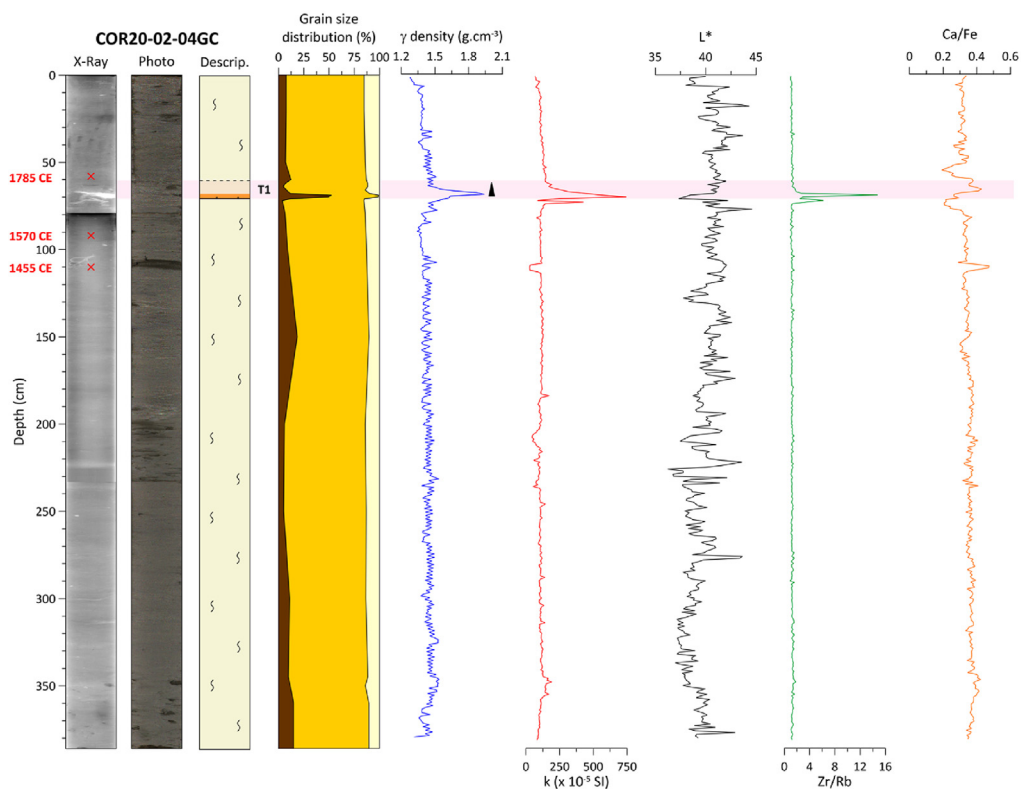 COR20-02-04GC
X-Ray Photo Descrip.
Grain size
distribution (%)
0 25 50 75 100
γ density (g.cm⁻³)
1.2 1.5 1.8 2.1
L*
35 40 45
Ca/Fe
0 0.2 0.4 0.6
Depth (cm)
0
50
100
150
200
250
300
350
1785 CE
1570 CE
1455 CE
T1
0 250 500 750
k (x 10⁻⁵ SI)
0 4 8 12 16
Zr/Rb